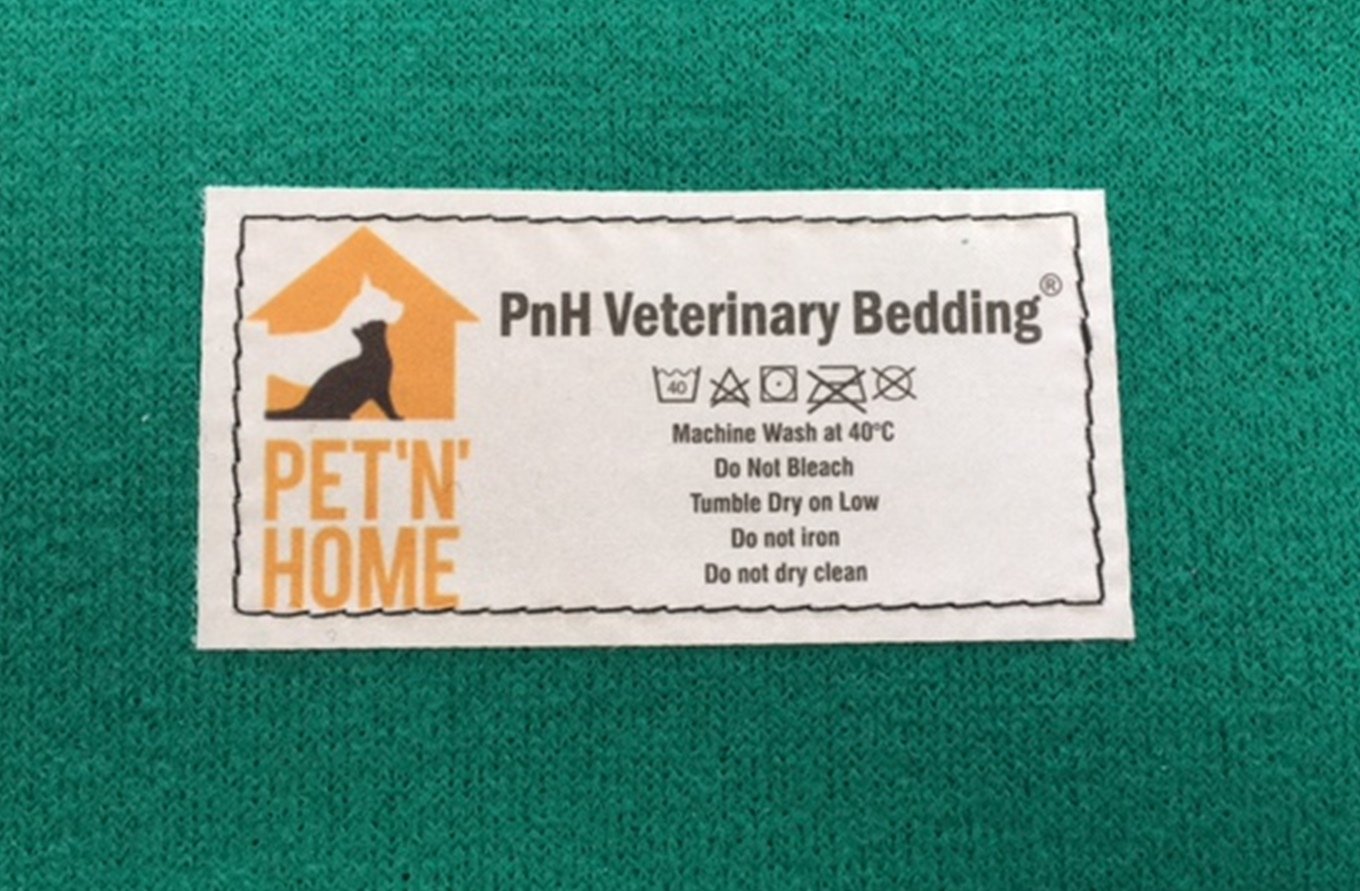 PnH Veterinary Bedding®
40
Machine Wash at 40°C
Do Not Bleach
Tumble Dry on Low
Do not iron
Do not dry clean
PET'N'
HOME